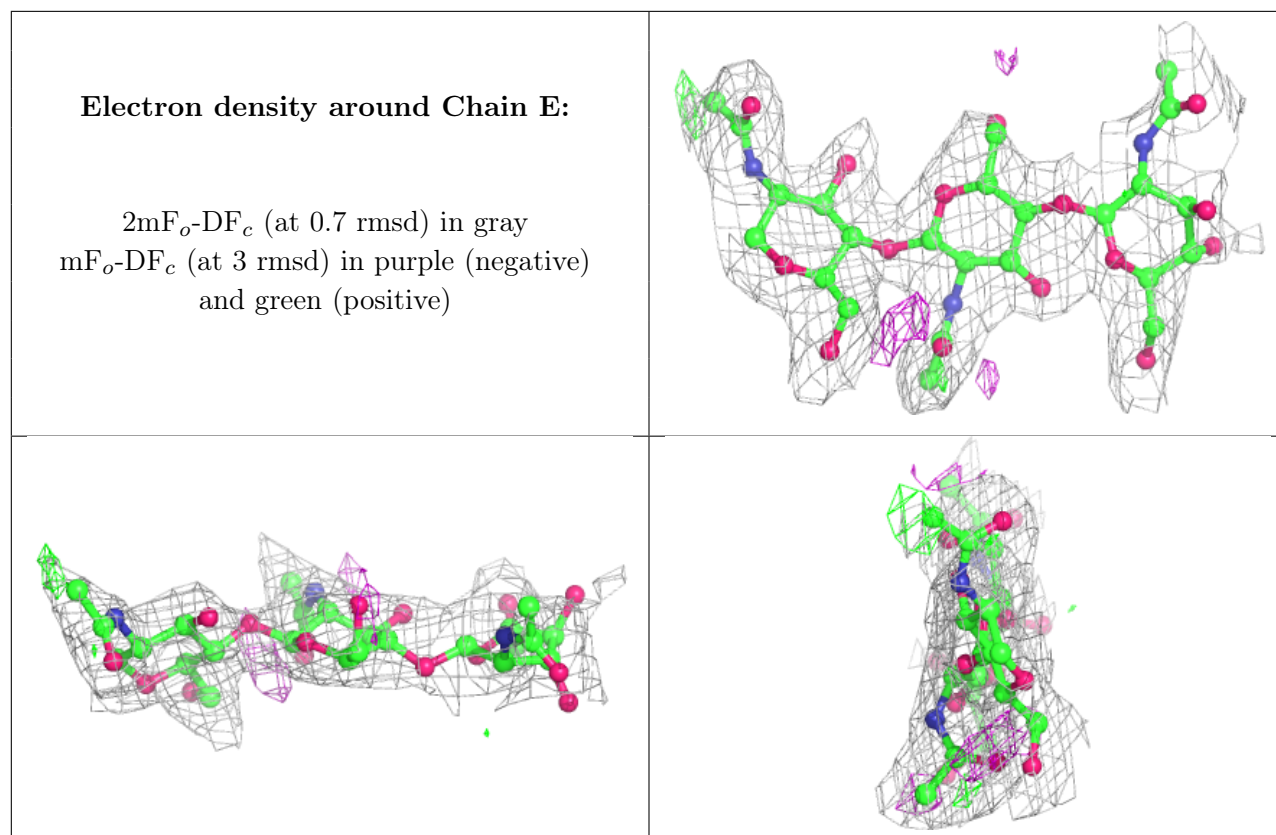 Electron density around Chain E:
2mFo-DFc (at 0.7 rmsd) in gray
mFo-DFc (at 3 rmsd) in purple (negative)
and green (positive)